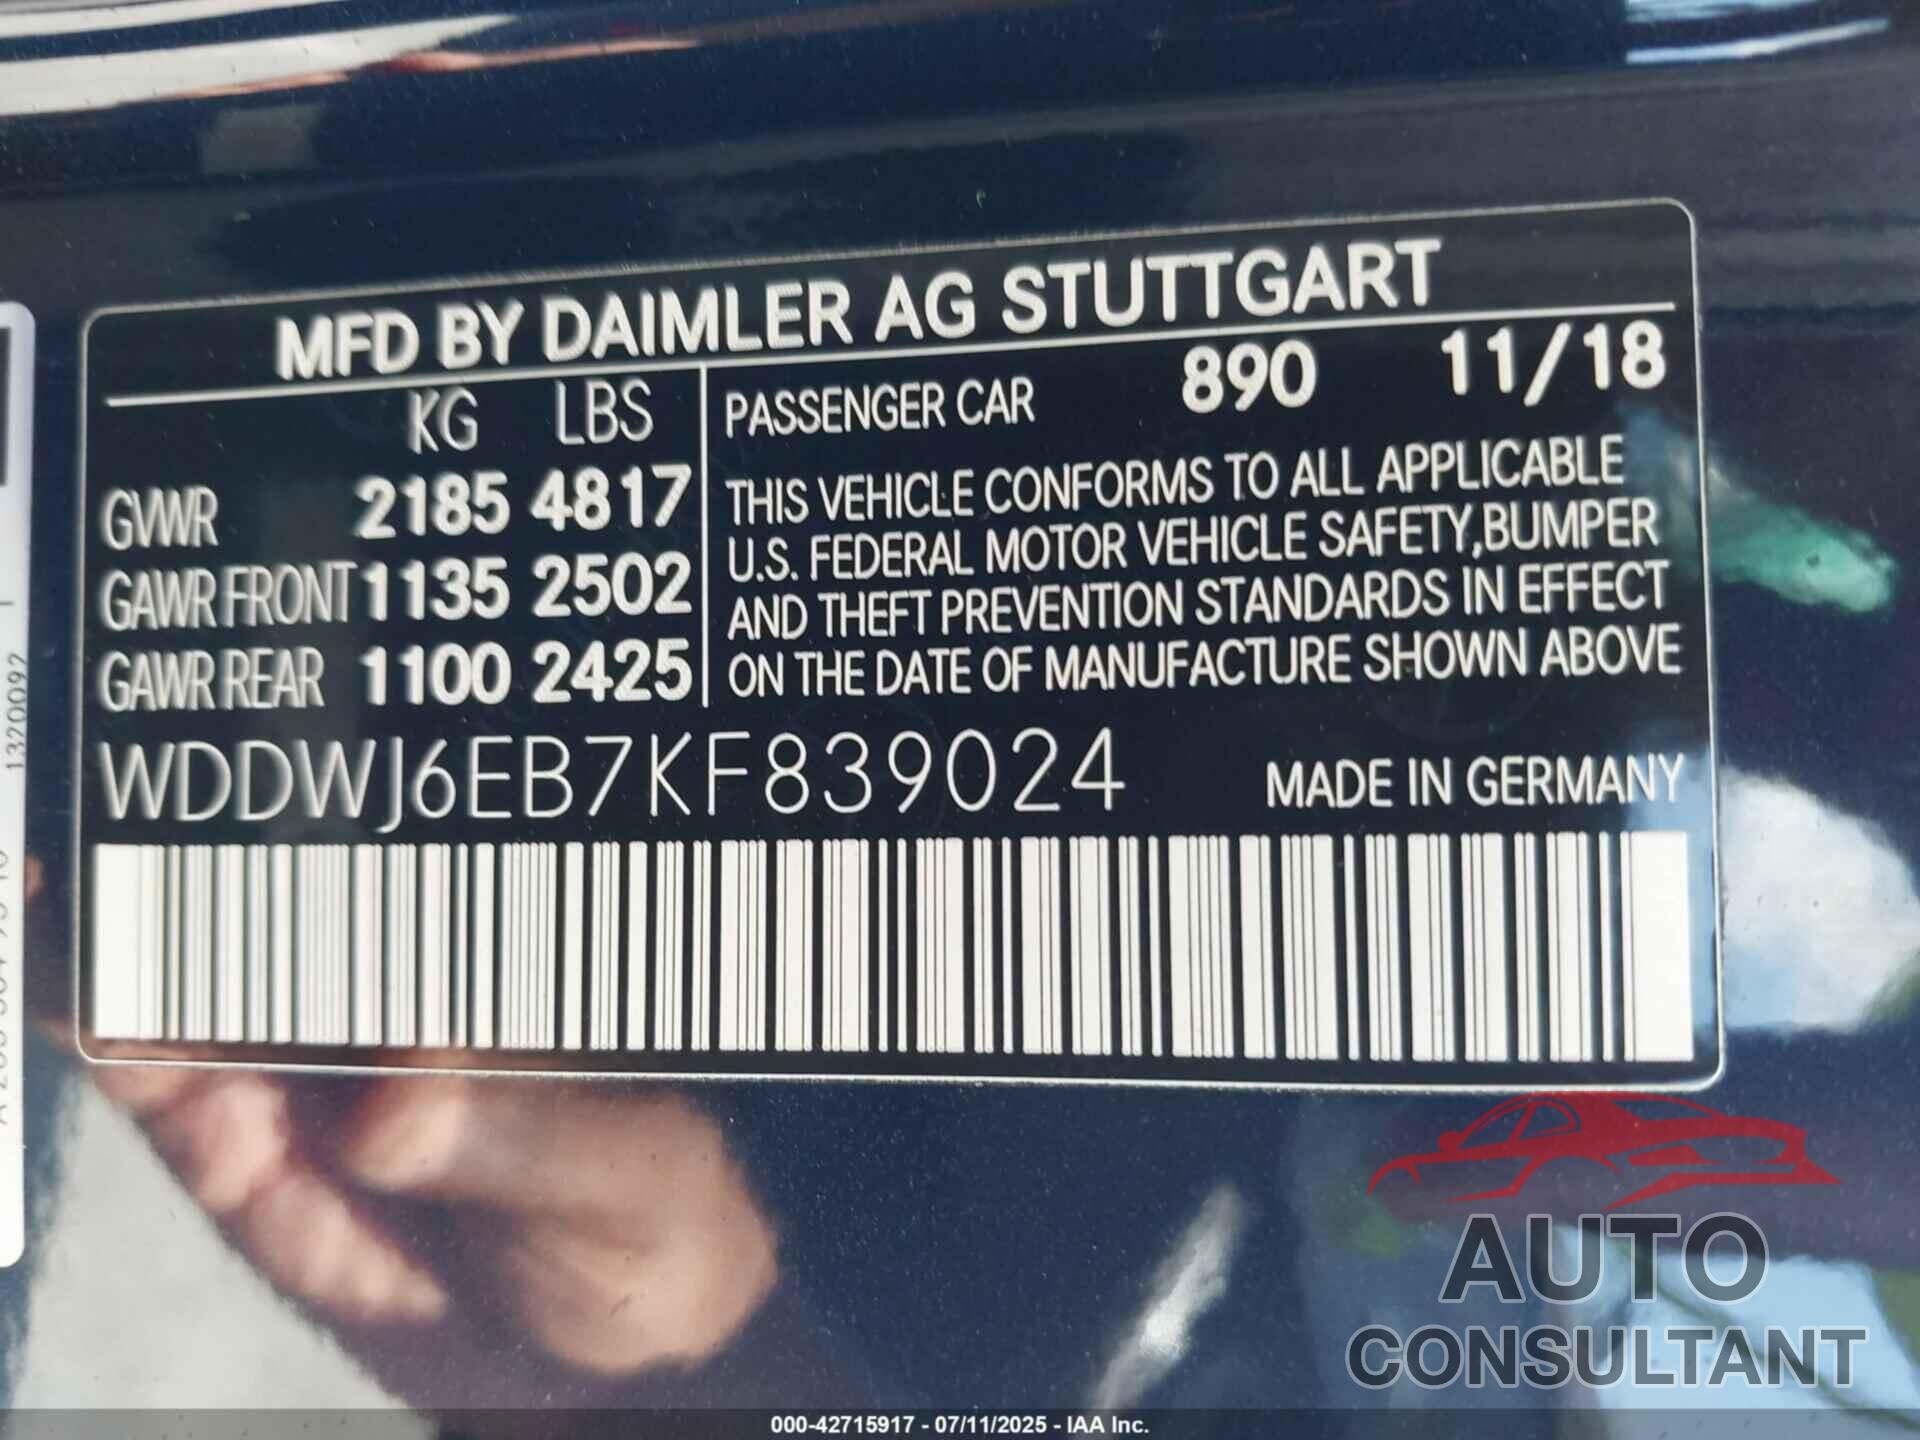 MFD BY DAIMLER AG STUTTGART
KG LBS
GVWR 2185 4817
GAWR FRONT 1135 2502
GAWR REAR 1100 2425
PASSENGER CAR 890 11/18
THIS VEHICLE CONFORMS TO ALL APPLICABLE
U.S. FEDERAL MOTOR VEHICLE SAFETY,BUMPER
AND THEFT PREVENTION STANDARDS IN EFFECT
ON THE DATE OF MANUFACTURE SHOWN ABOVE
WDDWJ6EB7KF839024 MADE IN GERMANY
1320092
AUTO
CONSULTANT
000-42715917 - 07/11/2025 - IAA Inc.